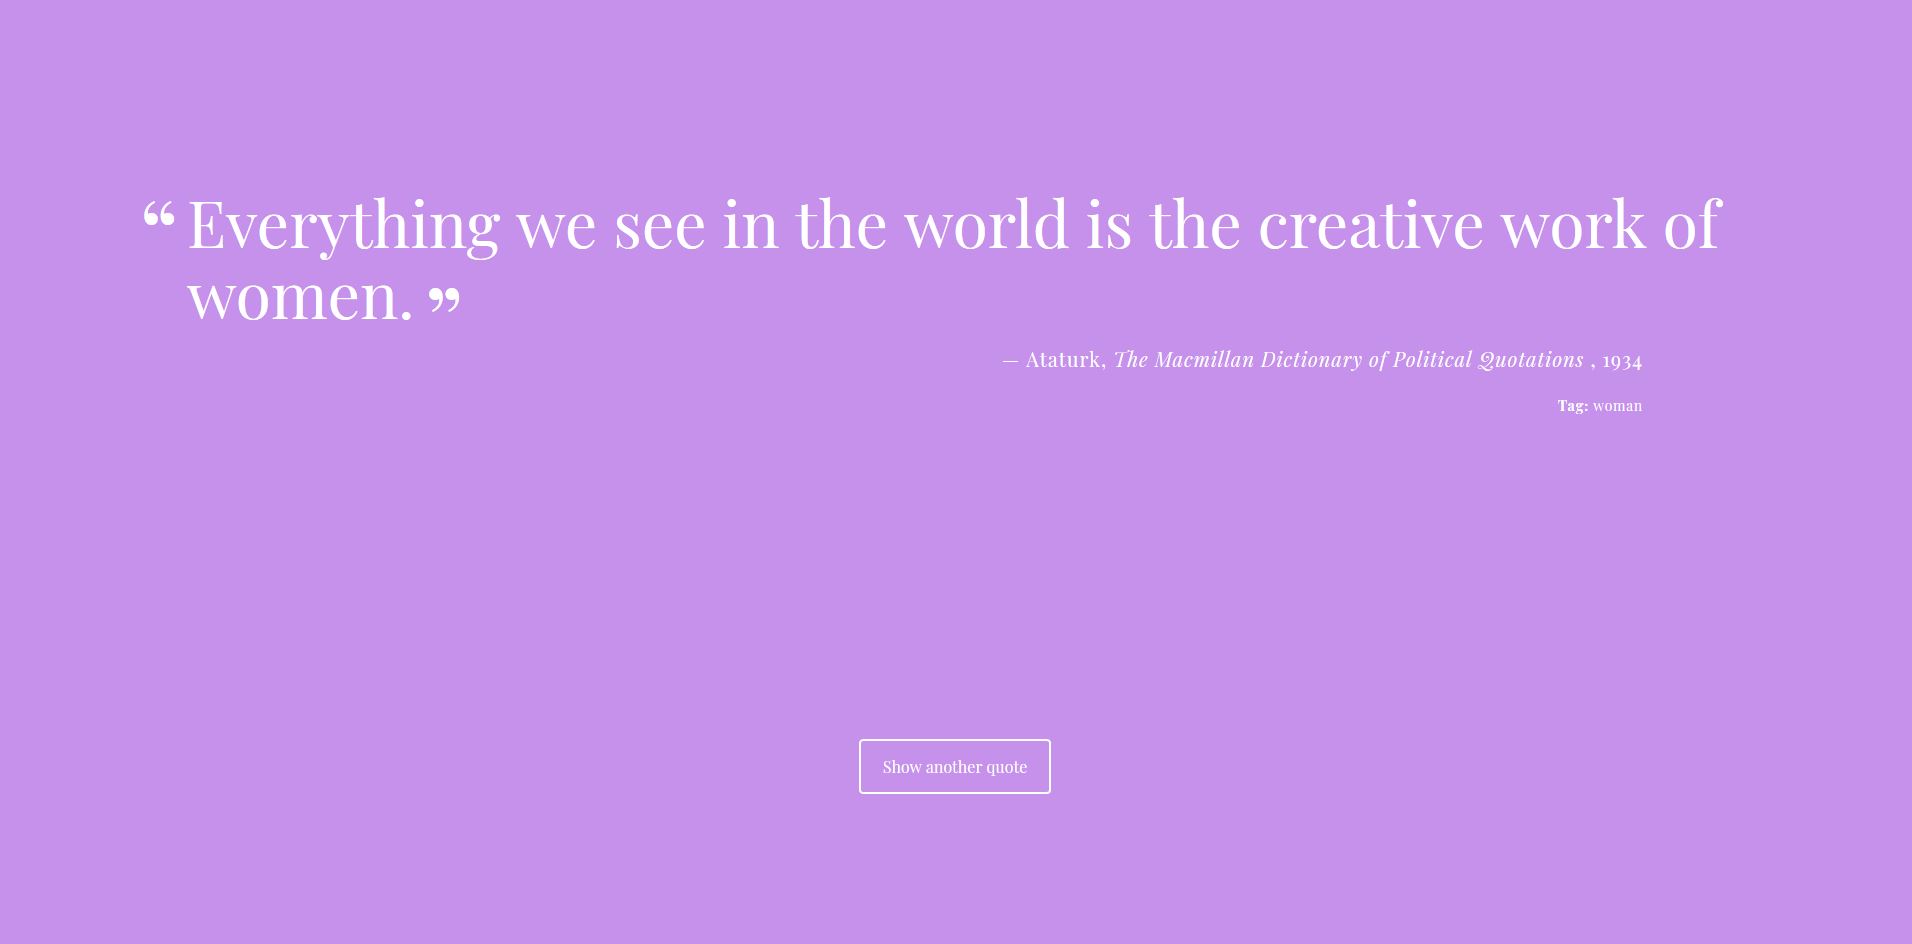 “ Everything we see in the world is the creative work of
women. ”
— Ataturk, The Macmillan Dictionary of Political Quotations , 1934
Tag: woman
Show another quote